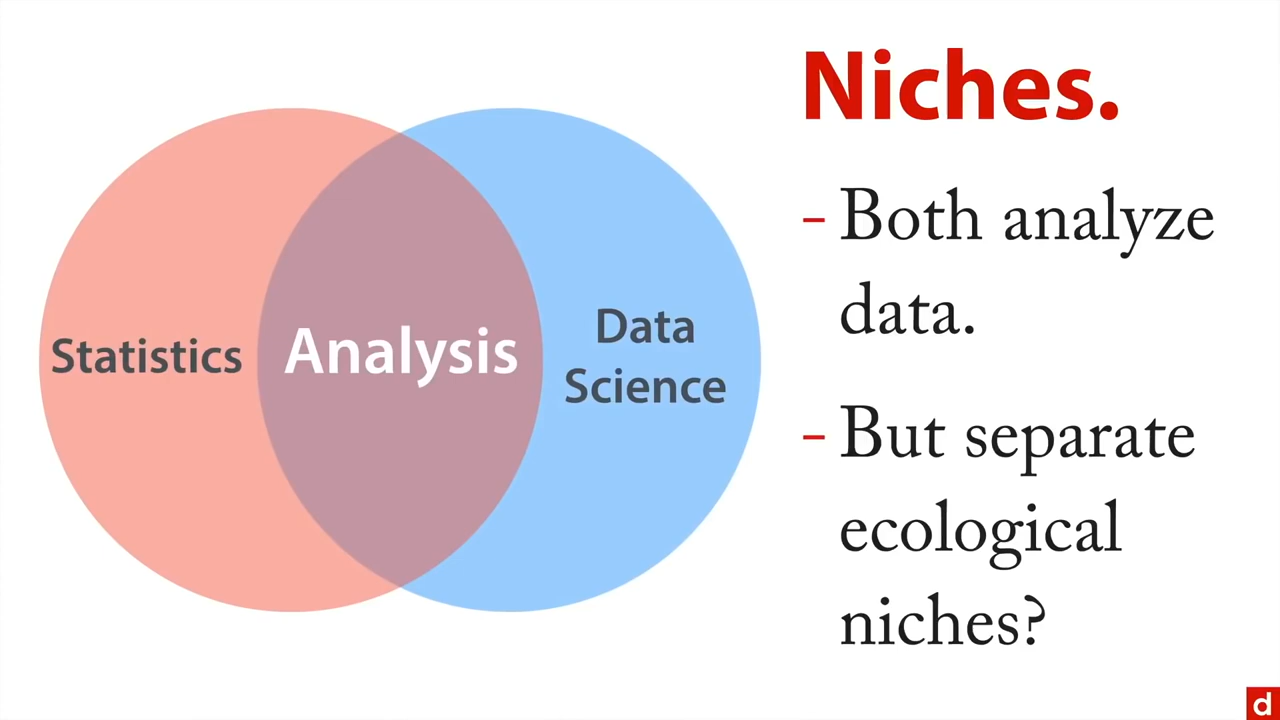 Niches.
- Both analyze
data.
- But separate
ecological
niches?
Statistics
Analysis
Data
Science
d